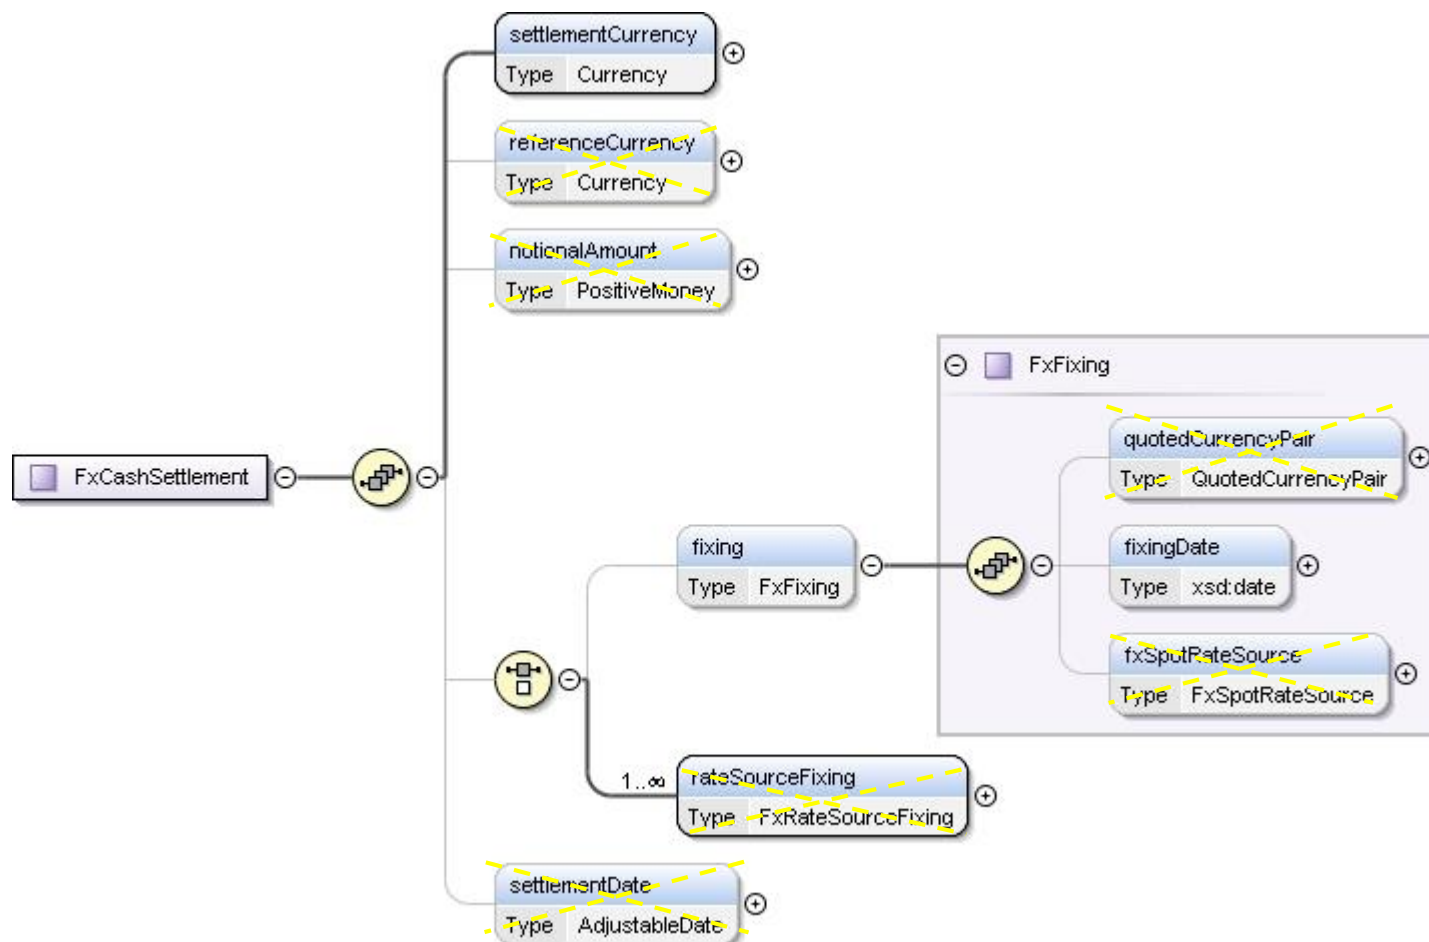 settlementCurrency
Type Currency
referenceCurrency
Type Currency
notionalAmount
Type PositiveMoney
FxFixing
quotedCurrencyPair
Type QuotedCurrencyPair
FxCashSettlement
fixing
Type FxFixing
fixingDate
Type xsd:date
fxSpotRateSource
Type FxSpotRateSource
1..∞
rateSourceFixing
Type FxRateSourceFixing
settlementDate
Type AdjustableDate